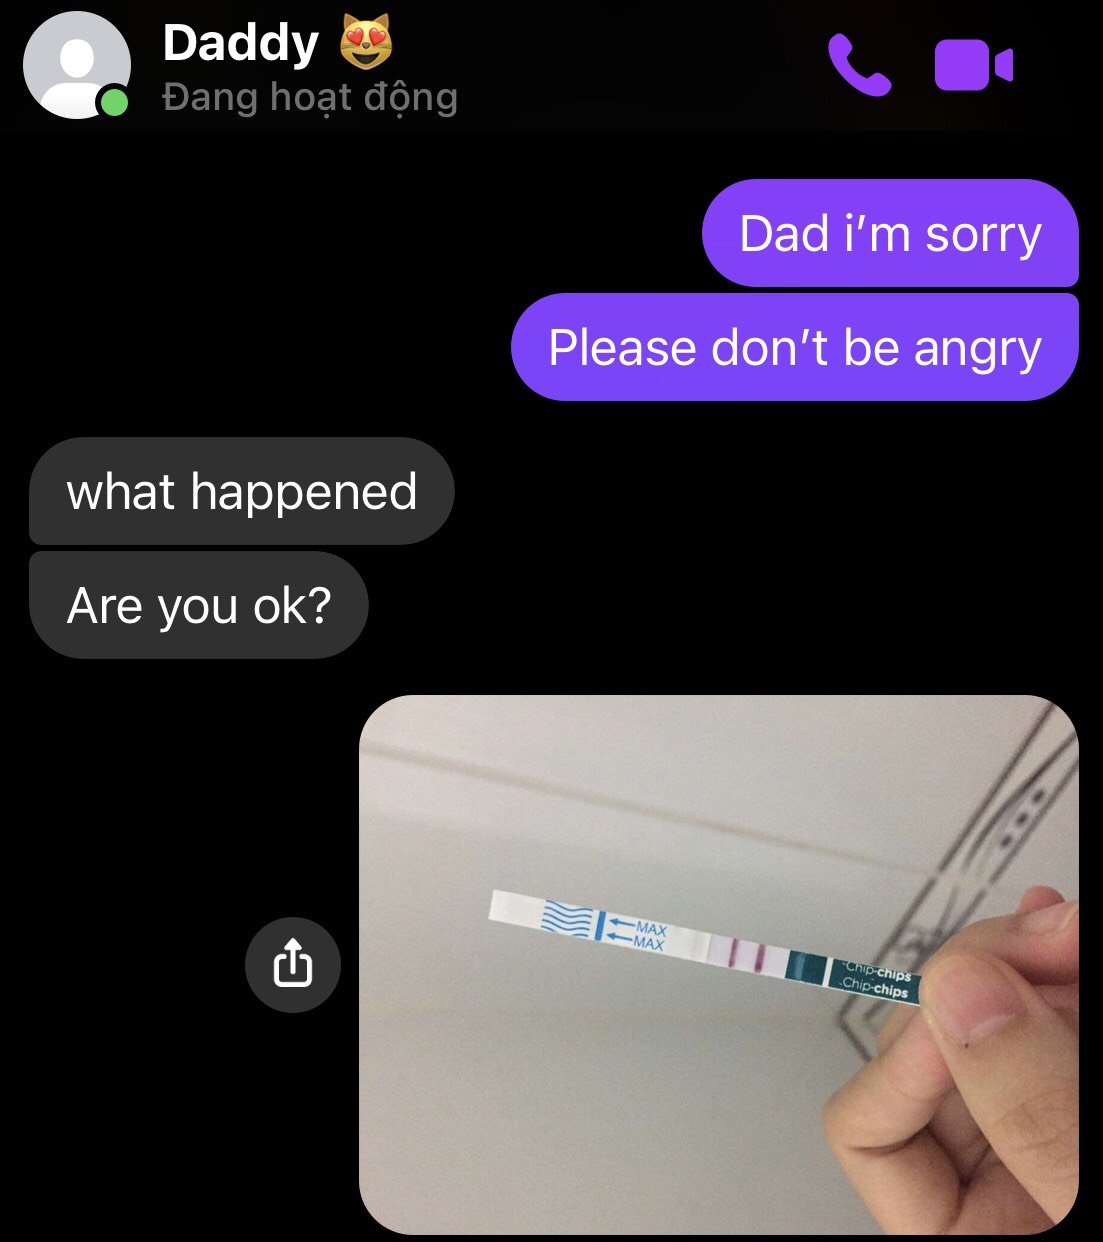 Daddy 😻
Đang hoạt động
Dad i’m sorry
Please don’t be angry
what happened
Are you ok?
MAX
MAX
Chip-chips
Chip-chips